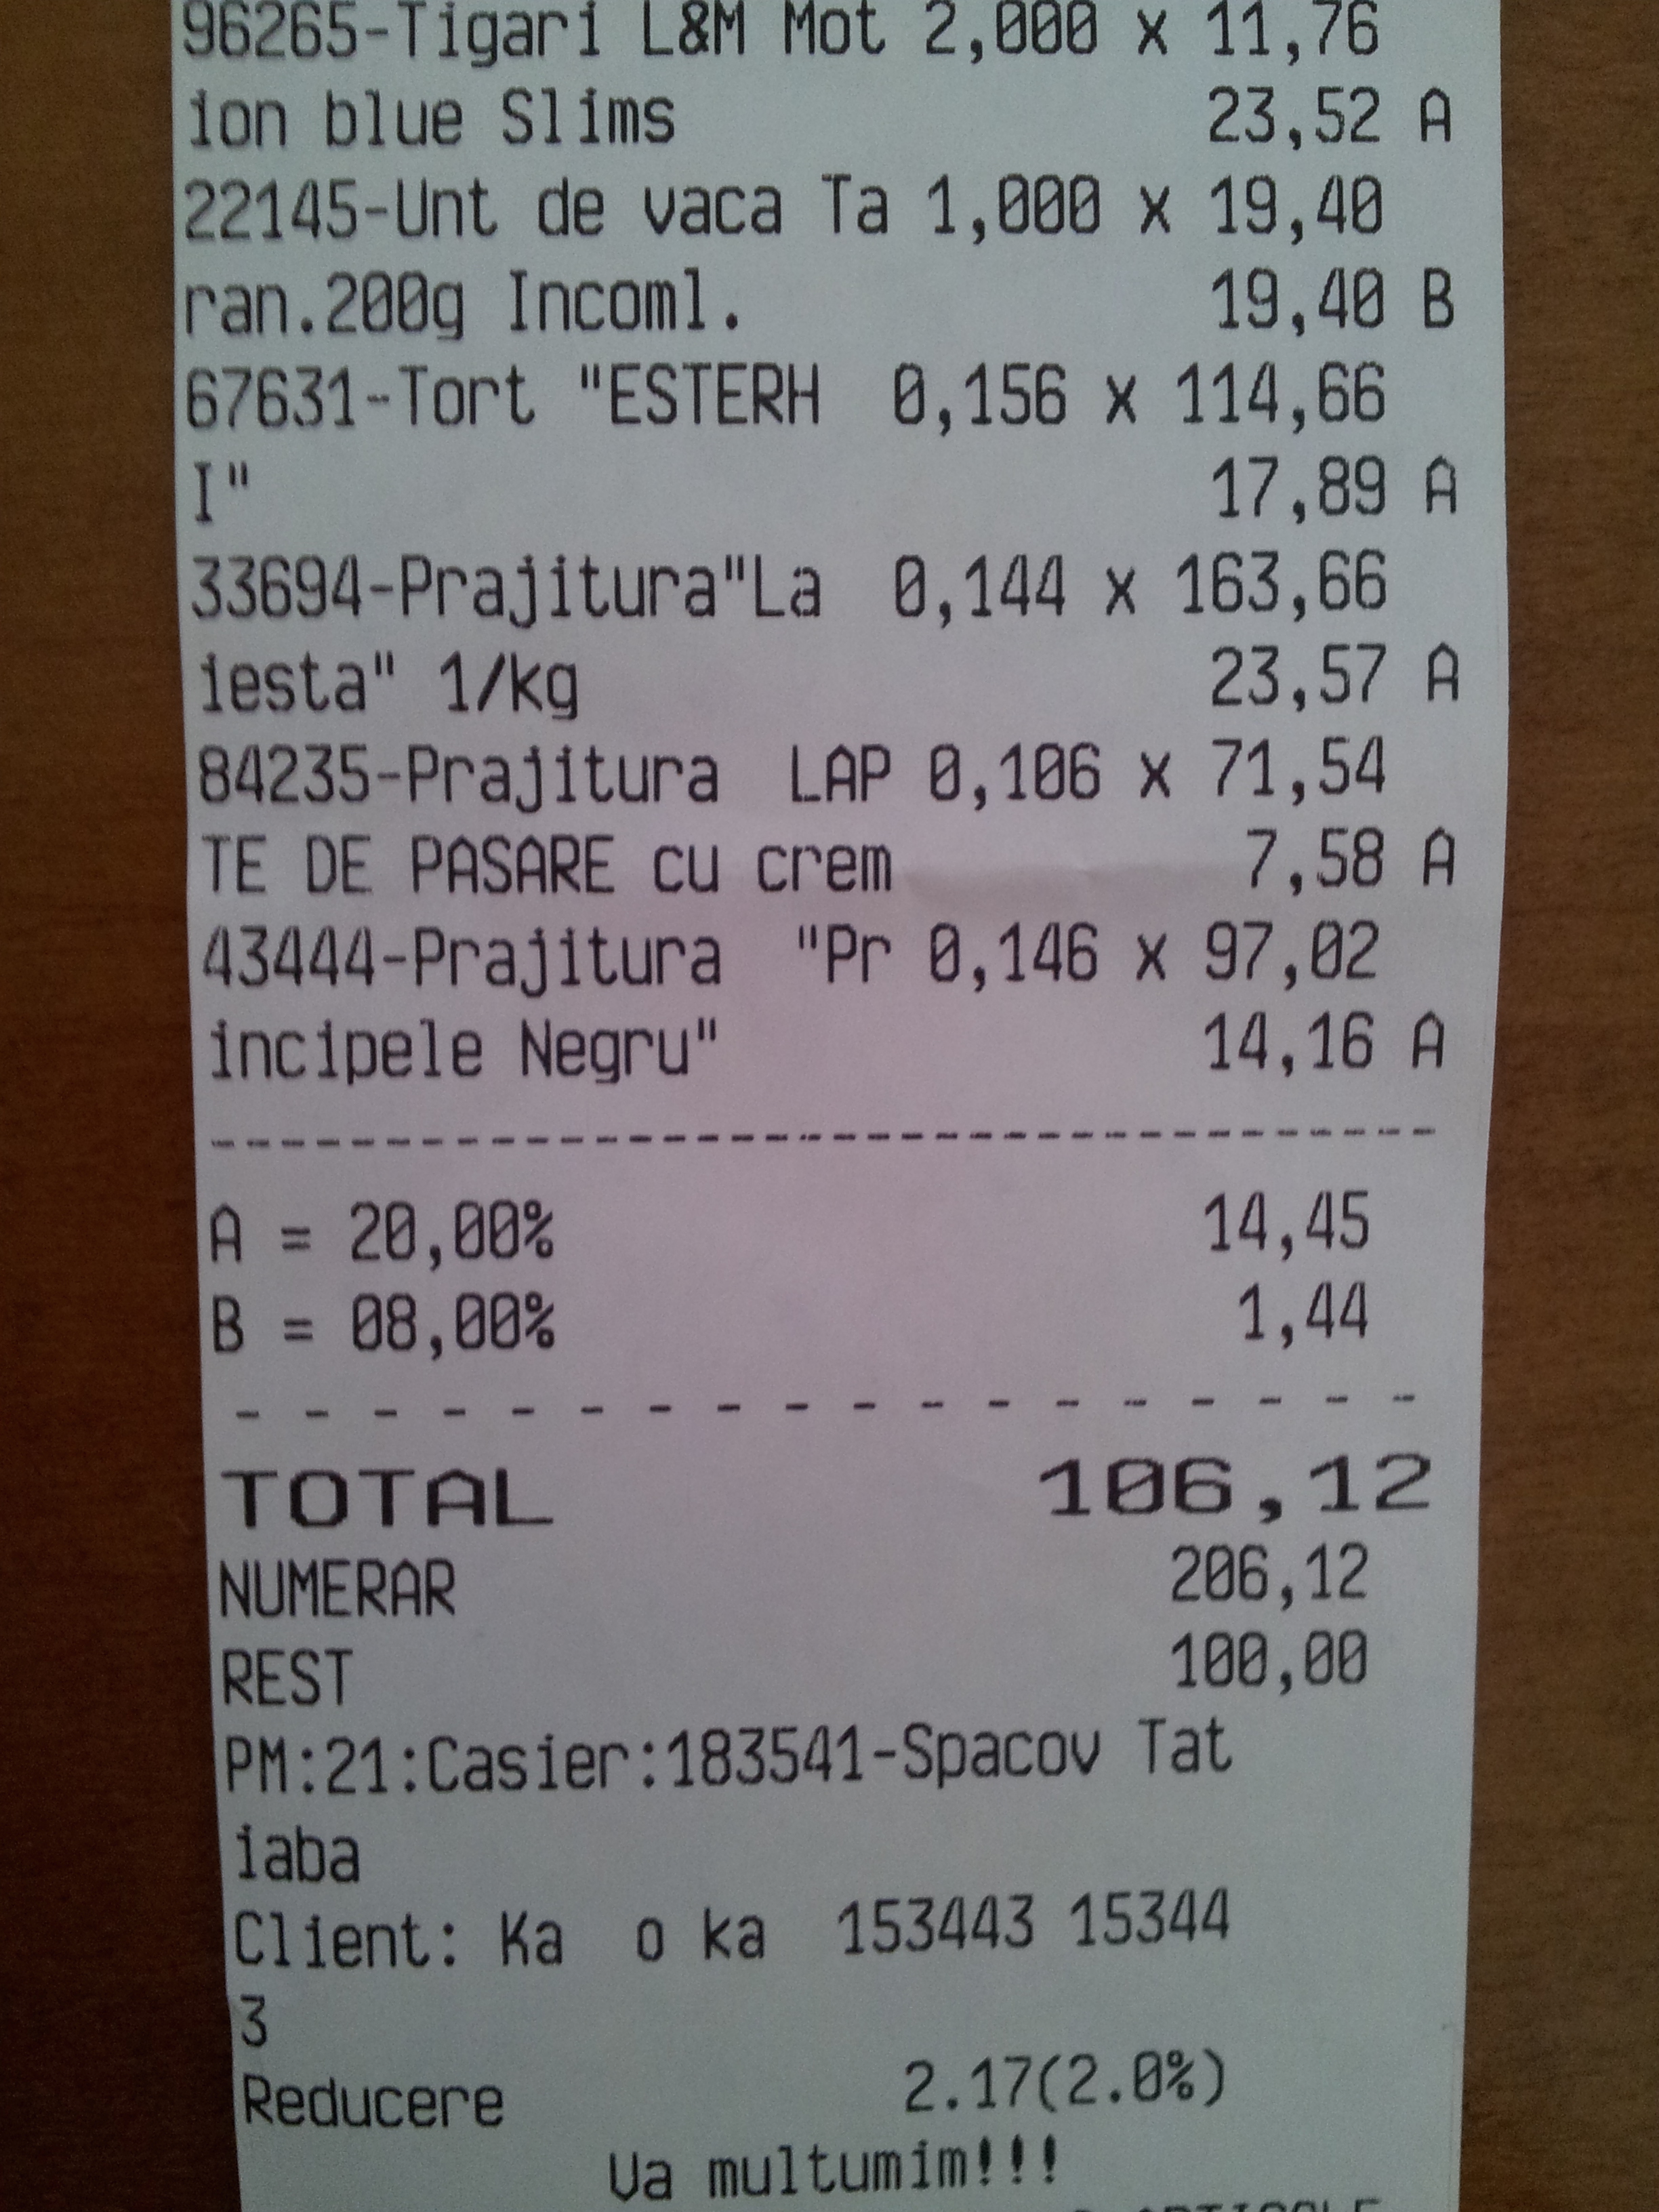 96265-Tigari L&M Mot 2,000 x 11,76
ion blue Slims 23,52 A
22145-Unt de vaca Ta 1,000 x 19,40
ran.200g Incoml. 19,40 B
67631-Tort "ESTERH 0,156 x 114,66
I" 17,89 A
33694-Prajitura"La 0,144 x 163,66
iesta" 1/kg 23,57 A
84235-Prajitura LAP 0,106 x 71,54
TE DE PASARE cu crem 7,58 A
43444-Prajitura "Pr 0,146 x 97,02
incipele Negru" 14,16 A
A = 20,00% 14,45
B = 08,00% 1,44
TOTAL 106,12
NUMERAR 206,12
REST 100,00
PM:21:Casier:183541-Spacov Tat
iaba
Client: Ka o ka 153443 15344
3
Reducere 2.17(2.0%)
Va multumim!!!